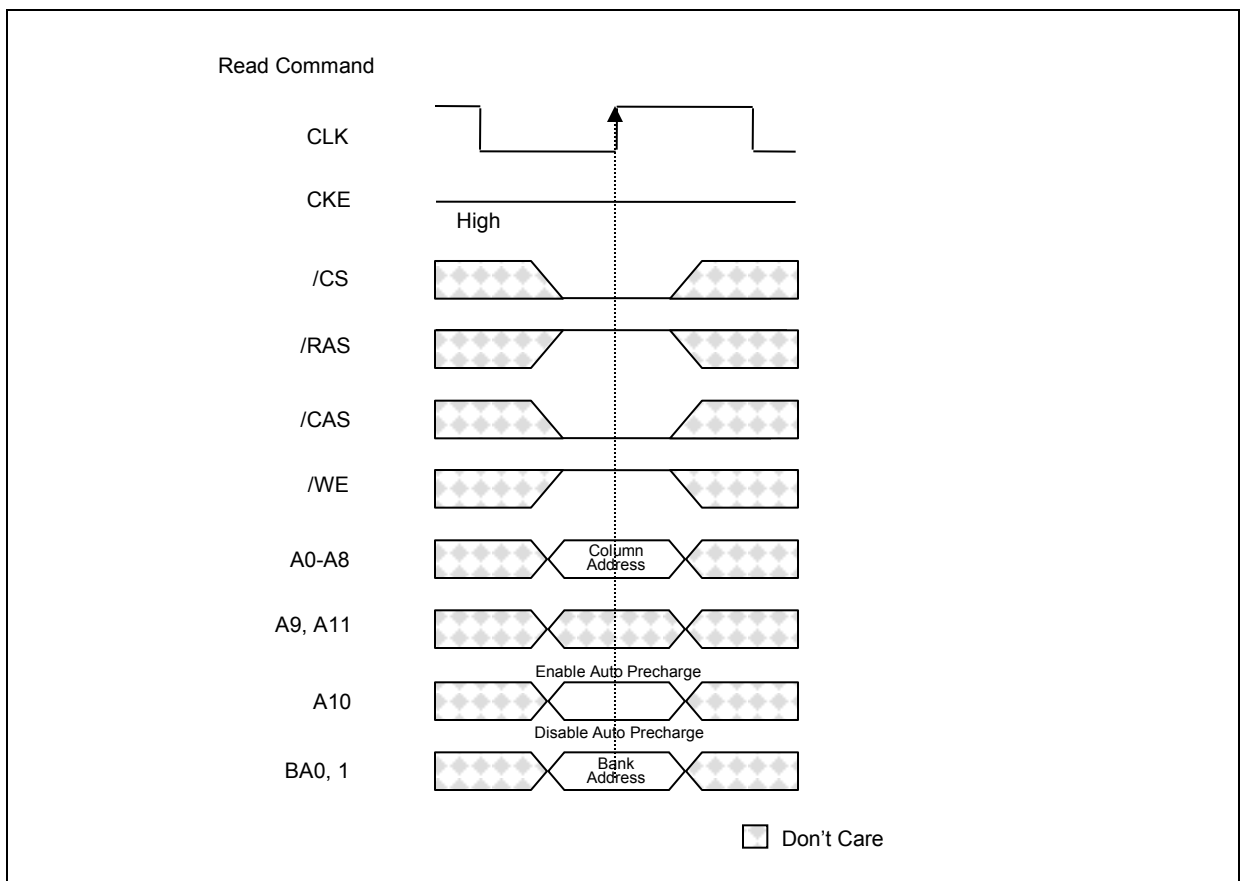 Read Command
CLK
CKE
High
/CS
/RAS
/CAS
/WE
A0-A8
Column
Address
A9, A11
Enable Auto Precharge
A10
Disable Auto Precharge
BA0, 1
Bank
Address
Don't Care